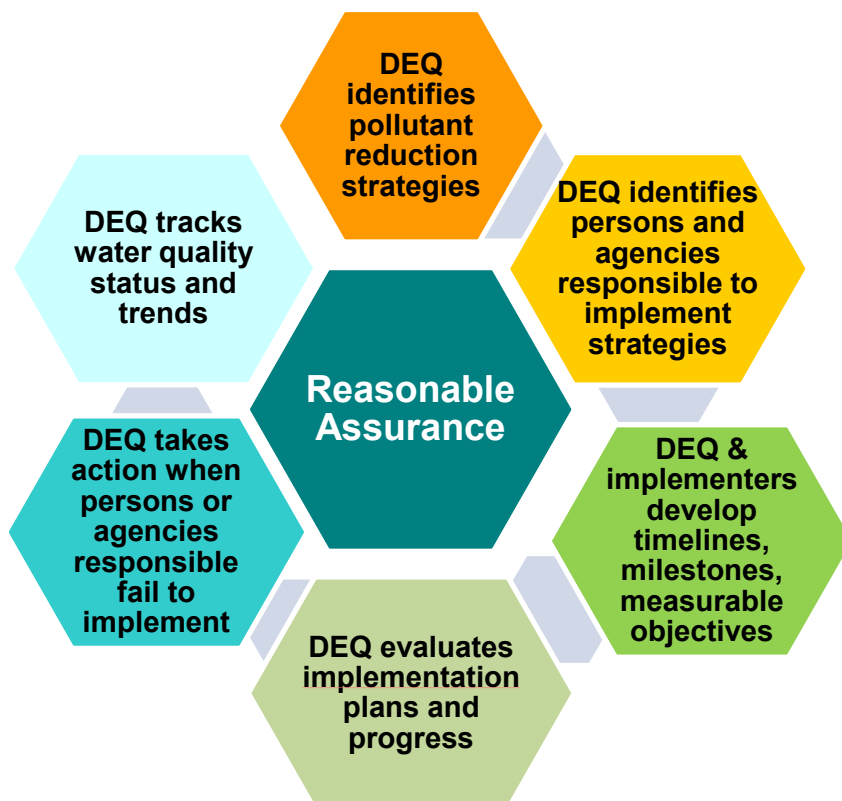 DEQ
identifies
pollutant
reduction
strategies
DEQ identifies
persons and
agencies
responsible to
implement
strategies
DEQ &
implementers
develop
timelines,
milestones,
measurable
objectives
DEQ evaluates
implementation
plans and
progress
DEQ takes
action when
persons or
agencies
responsible
fail to
implement
DEQ tracks
water quality
status and
trends
Reasonable
Assurance